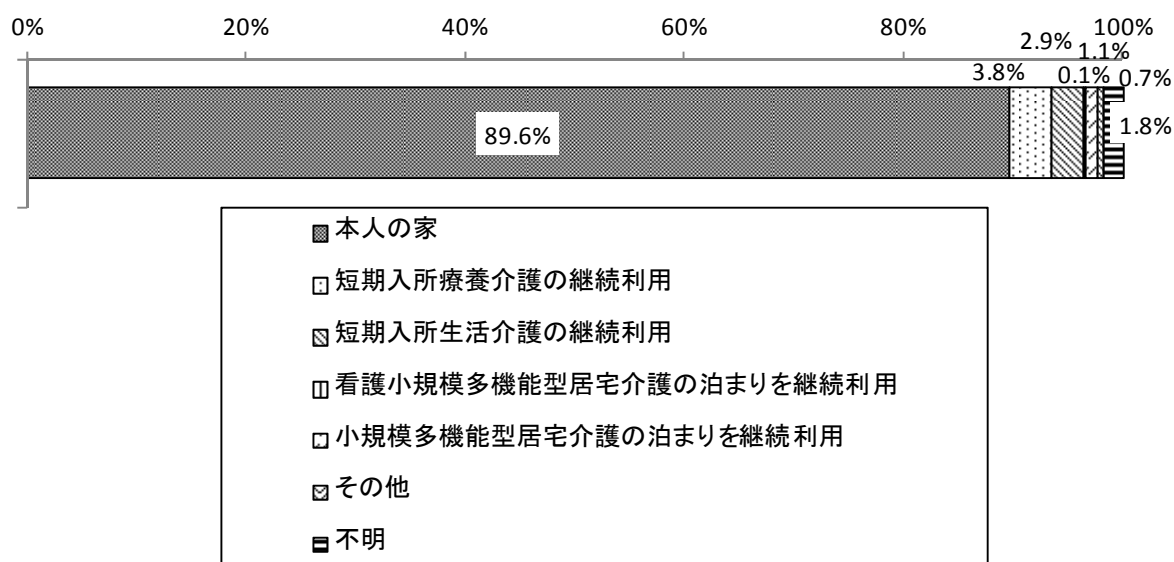 0% 20% 40% 60% 80% 100%
2.9% 1.1%
3.8% 0.1% 0.7%
89.6% 1.8%
本人の家
短期入所療養介護の継続利用
短期入所生活介護の継続利用
看護小規模多機能型居宅介護の泊まりを継続利用
小規模多機能型居宅介護の泊まりを継続利用
その他
不明